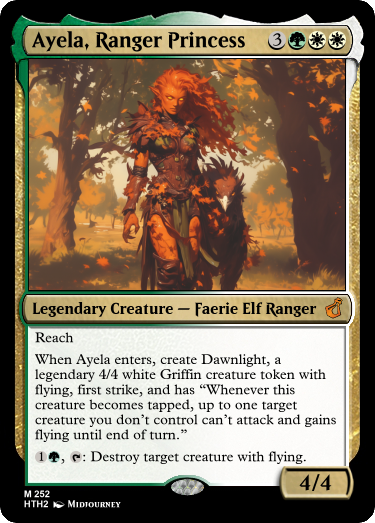 Ayela, Ranger Princess 3
Legendary Creature — Faerie Elf Ranger
Reach
When Ayela enters, create Dawnlight, a
legendary 4/4 white Griffin creature token with
flying, first strike, and has “Whenever this
creature becomes tapped, up to one target
creature you don’t control can’t attack and gains
flying until end of turn.”
1, : Destroy target creature with flying.
4/4
M 252
HTH2 Midjourney